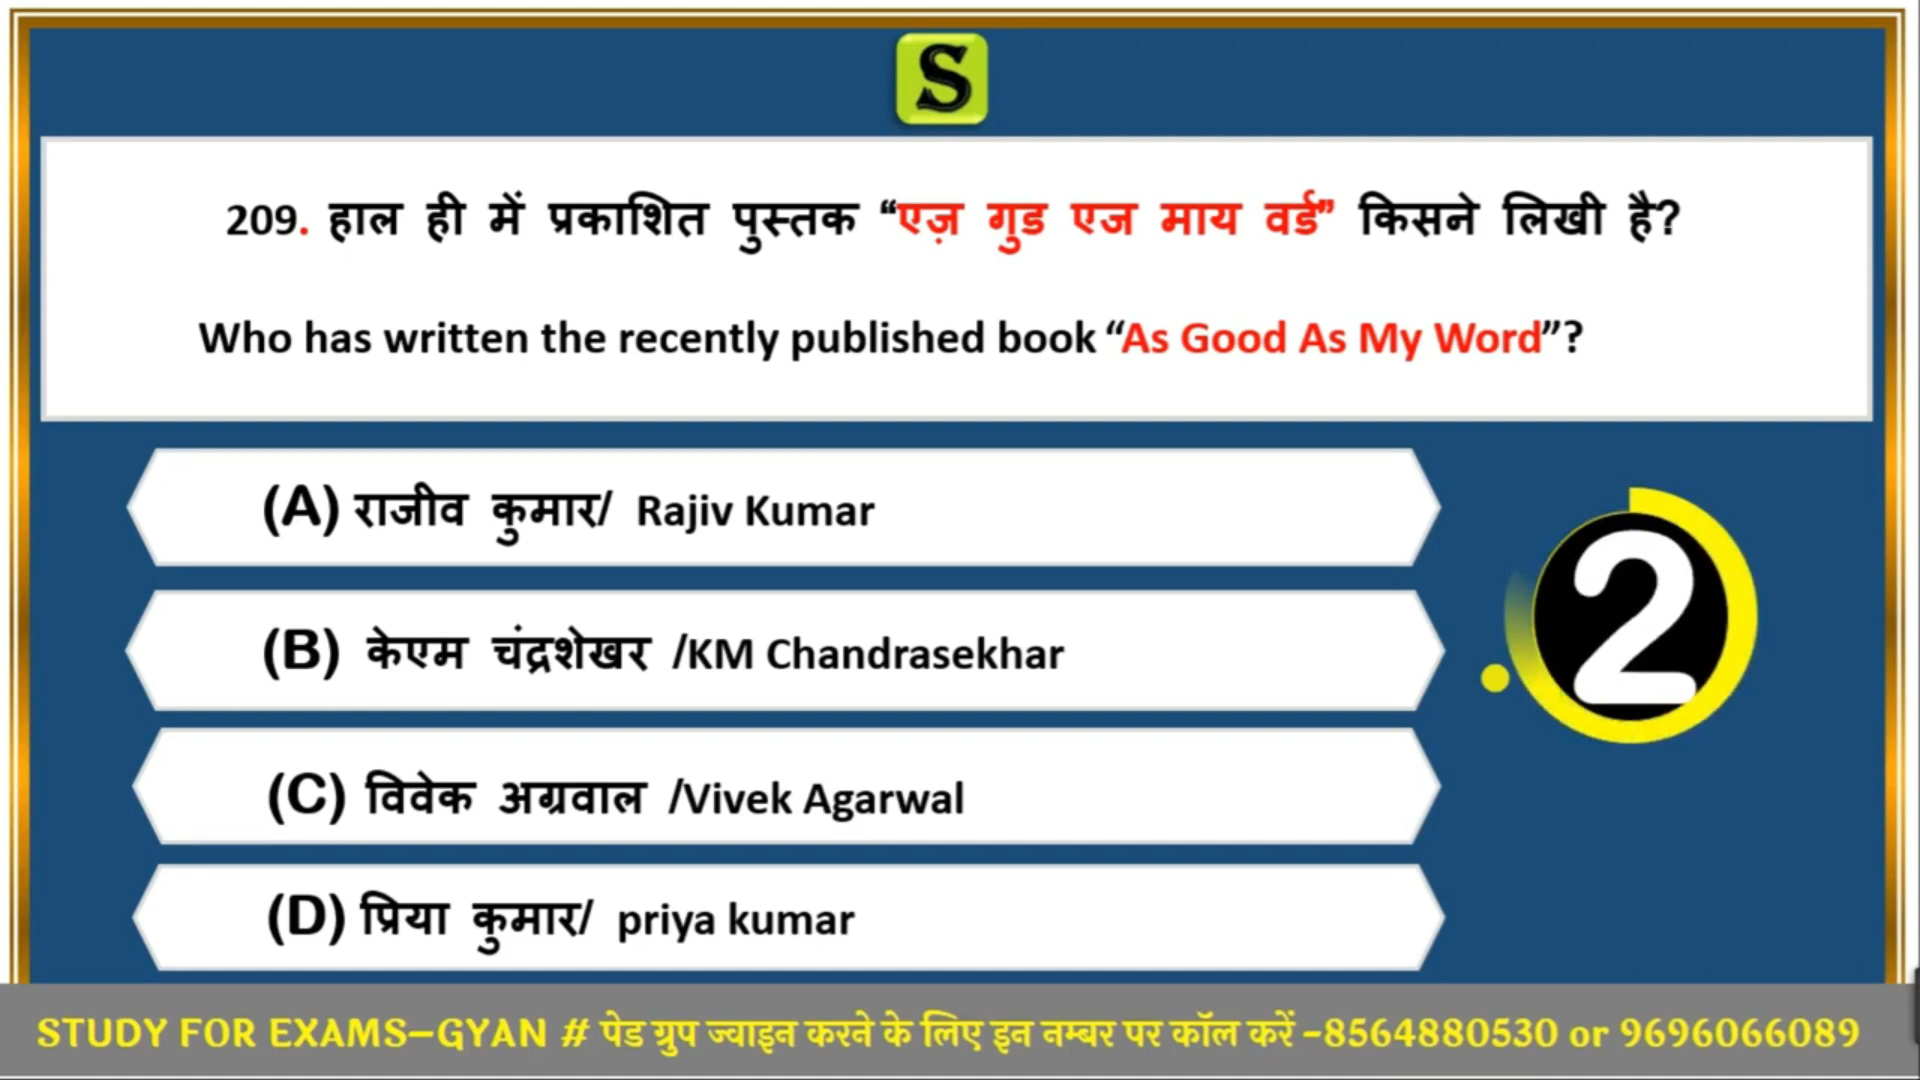 S
209. हाल ही में प्रकाशित पुस्तक “एज़ गुड एज माय वर्ड” किसने लिखी है?
Who has written the recently published book “As Good As My Word”?
(A) राजीव कुमार/ Rajiv Kumar
(B) केएम चंद्रशेखर /KM Chandrasekhar
2
(C) विवेक अग्रवाल /Vivek Agarwal
(D) प्रिया कुमार/ priya kumar
STUDY FOR EXAMS–GYAN # पेड ग्रुप ज्वाइन करने के लिए इन नम्बर पर कॉल करें –8564880530 or 9696066089